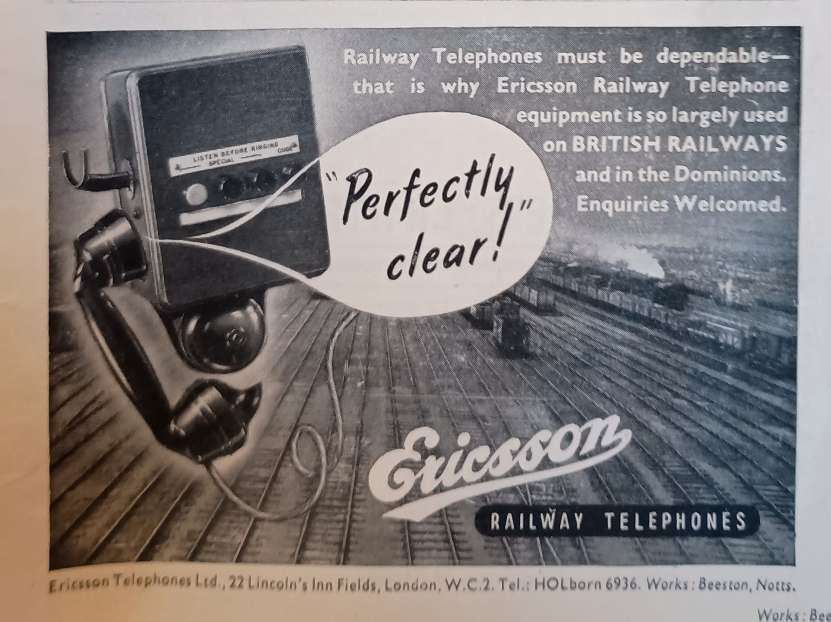 Railway Telephones must be dependable—
that is why Ericsson Railway Telephone
equipment is so largely used
on BRITISH RAILWAYS
and in the Dominions.
Enquiries Welcomed.
LISTEN BEFORE RINGING
SPECIAL CODE
"Perfectly
clear!"
Ericsson
RAILWAY TELEPHONES
Ericsson Telephones Ltd., 22 Lincoln's Inn Fields, London, W.C.2. Tel.: HOLborn 6936. Works: Beeston, Notts.
Works: Bee